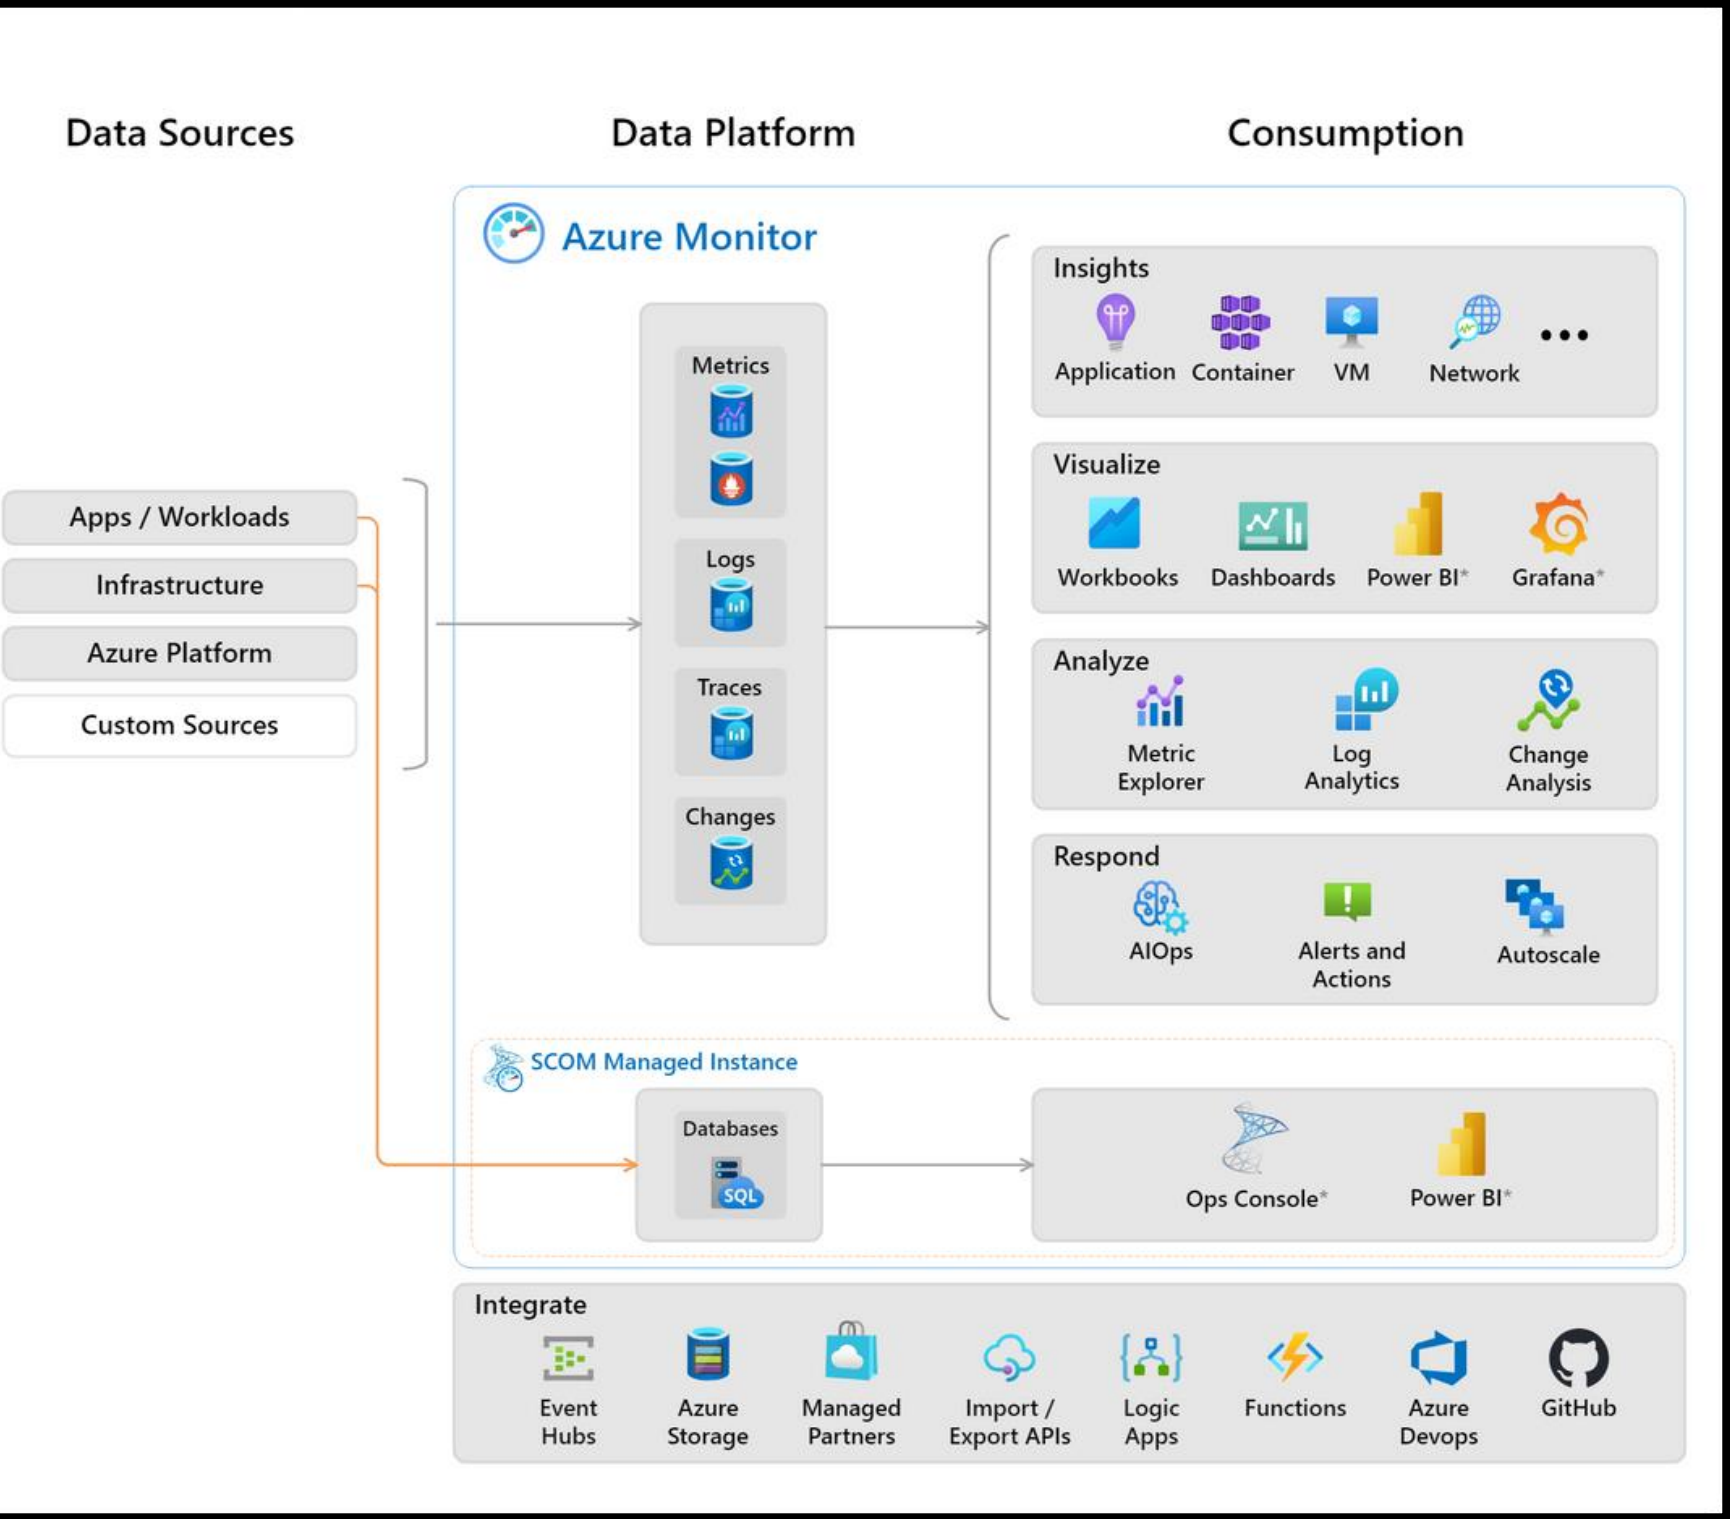 Data Sources
Data Platform
Consumption
Azure Monitor
Apps / Workloads
Infrastructure
Azure Platform
Custom Sources
Metrics
Logs
Traces
Changes
Insights
Application
Container
VM
Network
...
Visualize
Workbooks
Dashboards
Power BI*
Grafana*
Analyze
Metric
Explorer
Log
Analytics
Change
Analysis
Respond
AIOps
Alerts and
Actions
Autoscale
SCOM Managed Instance
Databases
SQL
Ops Console*
Power BI*
Integrate
Event
Hubs
Azure
Storage
Managed
Partners
Import /
Export APIs
Logic
Apps
Functions
Azure
Devops
GitHub